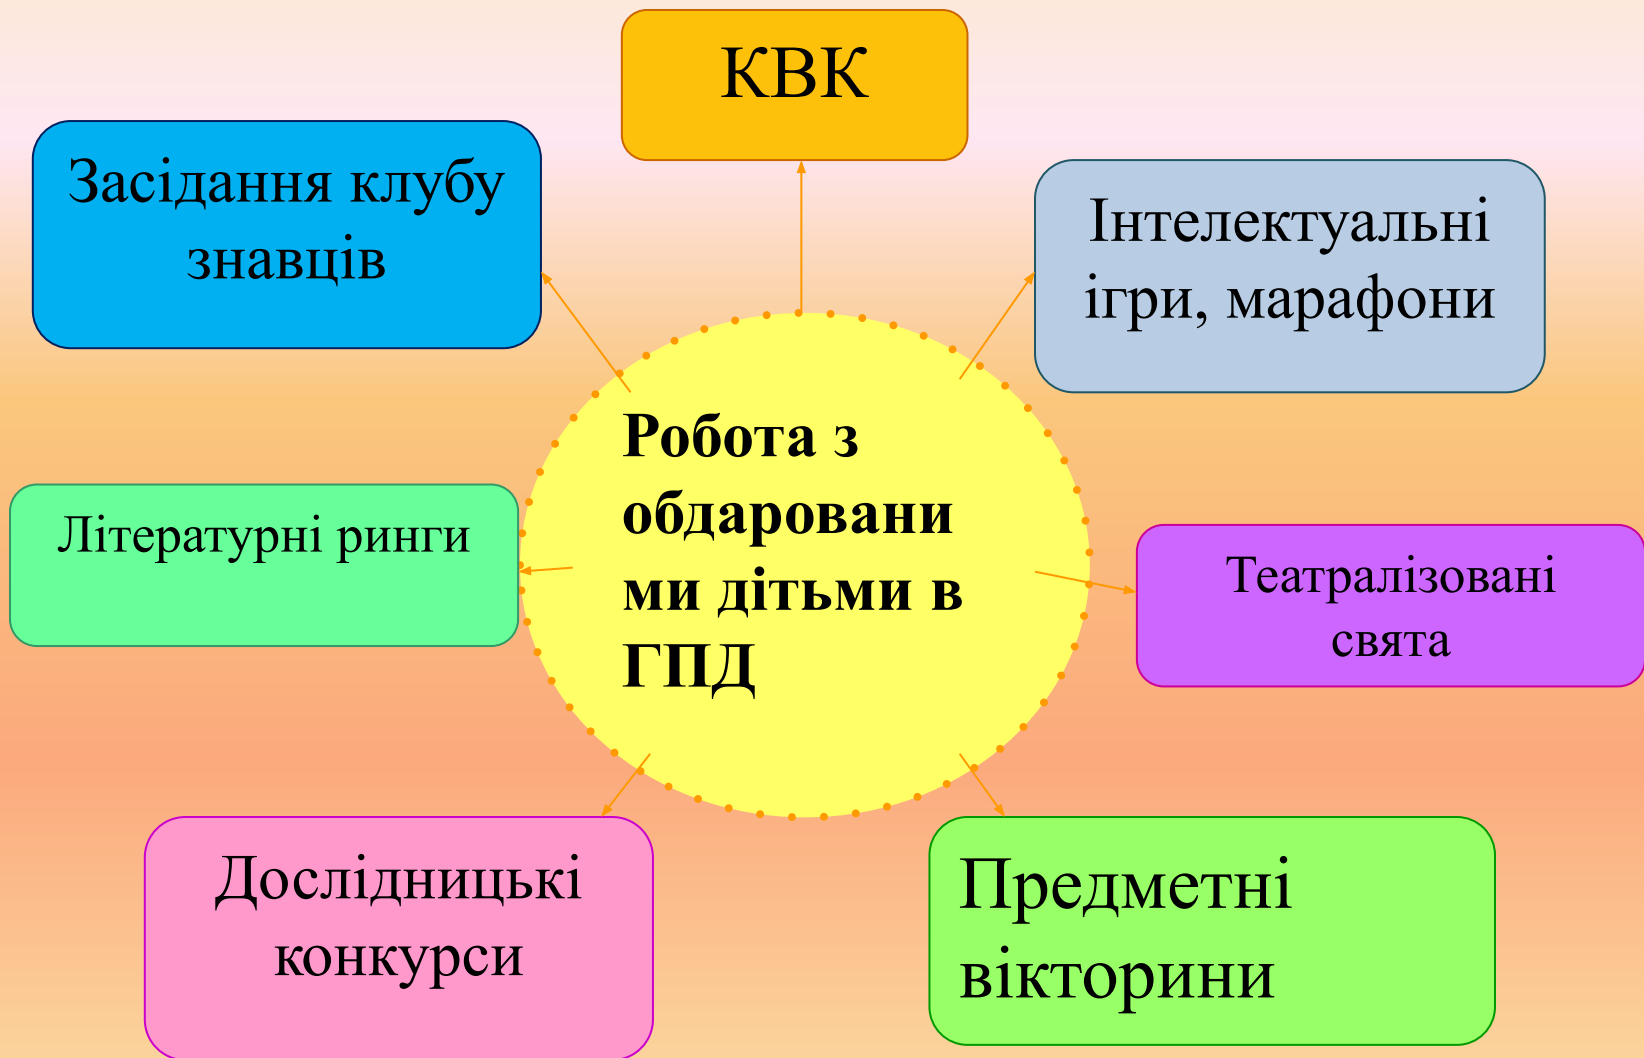 КВК
Засідання клубу
знавців
Інтелектуальні
ігри, марафони
Робота з
обдаровани
ми дітьми в
ГПД
Літературні ринги
Театралізовані
свята
Дослідницькі
конкурси
Предметні
вікторини